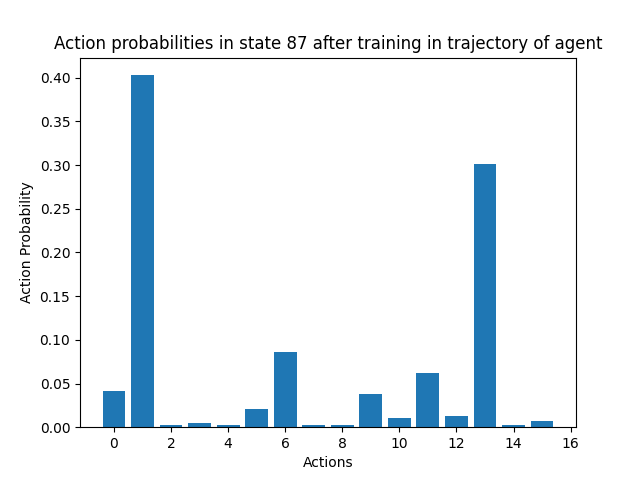 Action probabilities in state 87 after training in trajectory of agent
0.40
0.35
0.30
0.25
0.20
0.15
0.10
0.05
0.00
Action Probability
0 2 4 6 8 10 12 14 16
Actions